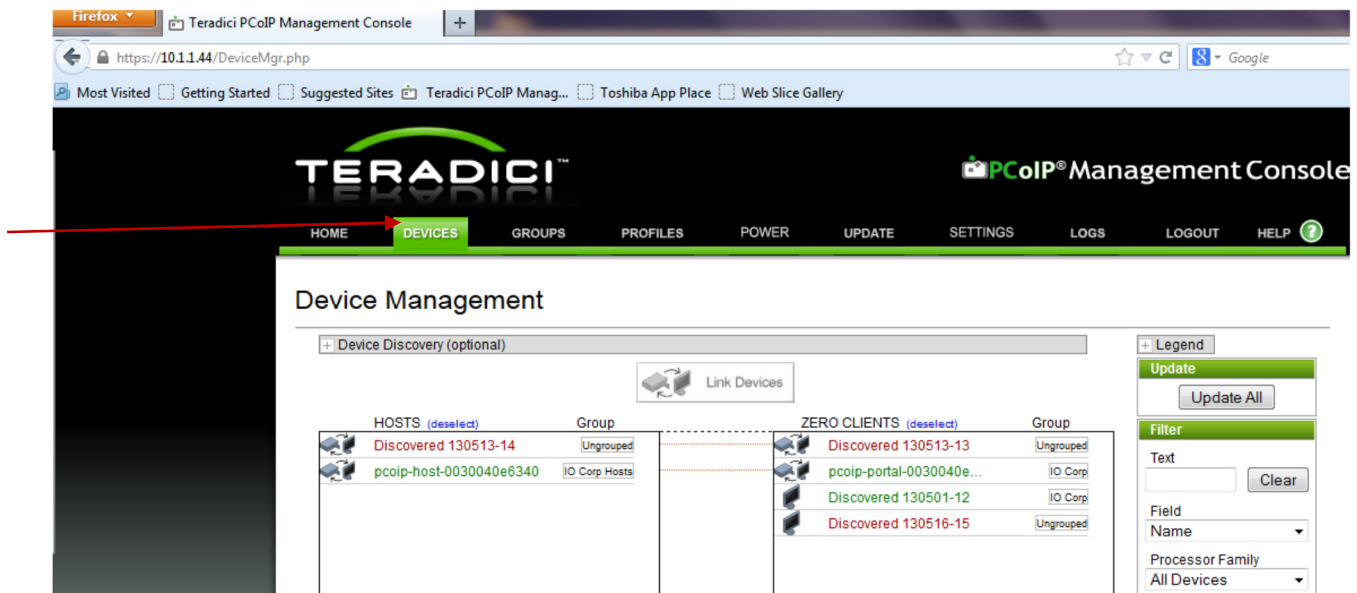 Firefox
Teradici PCoIP Management Console
+
https://10.1.1.44/DeviceMgr.php
8 Google
Most Visited Getting Started Suggested Sites Teradici PCoIP Manag... Toshiba App Place Web Slice Gallery
TERADICI™
PCoIP® Management Console
HOME DEVICES GROUPS PROFILES POWER UPDATE SETTINGS LOGS LOGOUT HELP ?
Device Management
+ Device Discovery (optional)
+ Legend
Link Devices
Update
Update All
HOSTS (deselect) Group
ZERO CLIENTS (deselect) Group
Discovered 130513-14 Ungrouped
Discovered 130513-13 Ungrouped
pcoip-host-0030040e6340 IO Corp Hosts
pcoip-portal-0030040e... IO Corp
Discovered 130501-12 IO Corp
Discovered 130516-15 Ungrouped
Filter
Text
Clear
Field
Name
Processor Family
All Devices